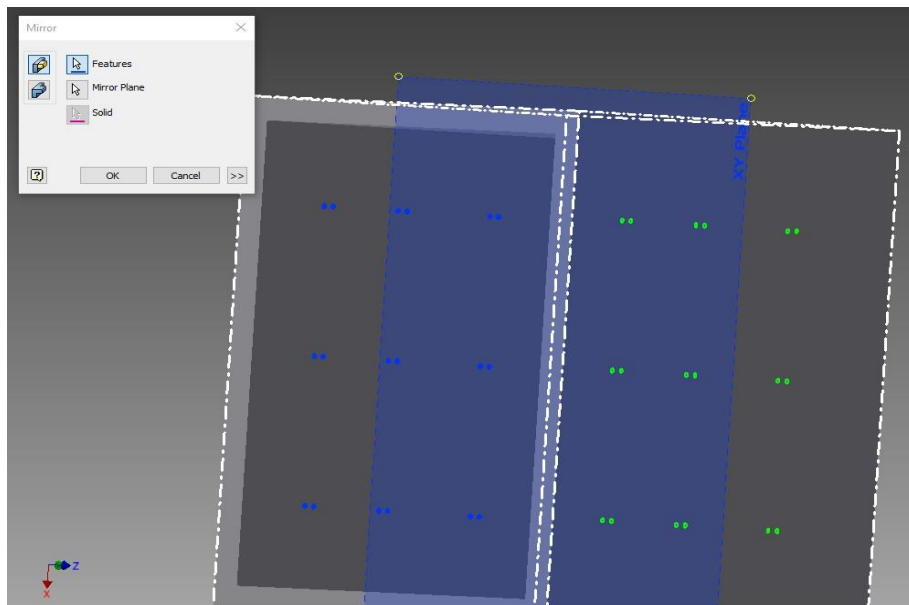 Mirror
Features
Mirror Plane
Solid
OK
Cancel
>>
XY Plane
Z
X